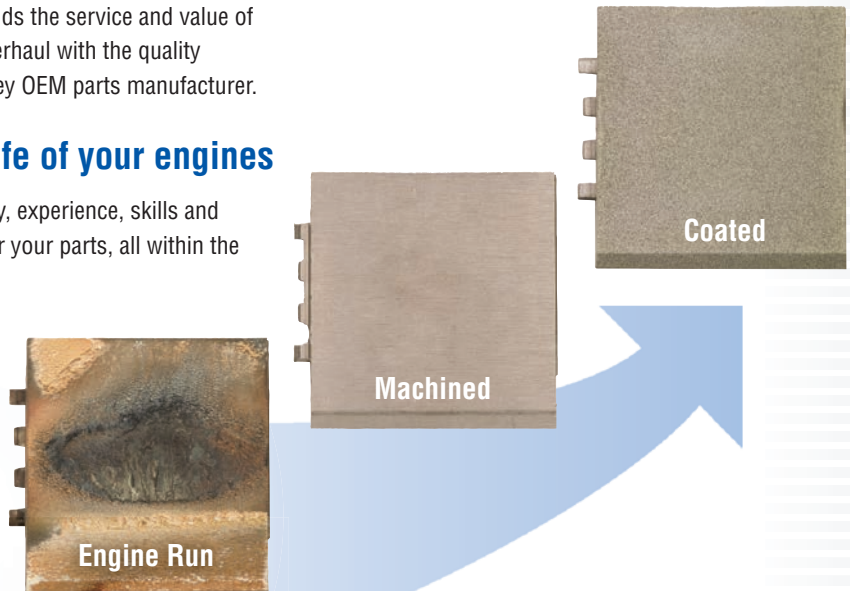 ds the service and value of
erhaul with the quality
ey OEM parts manufacturer.
fe of your engines
y, experience, skills and
r your parts, all within the
Coated
Machined
Engine Run